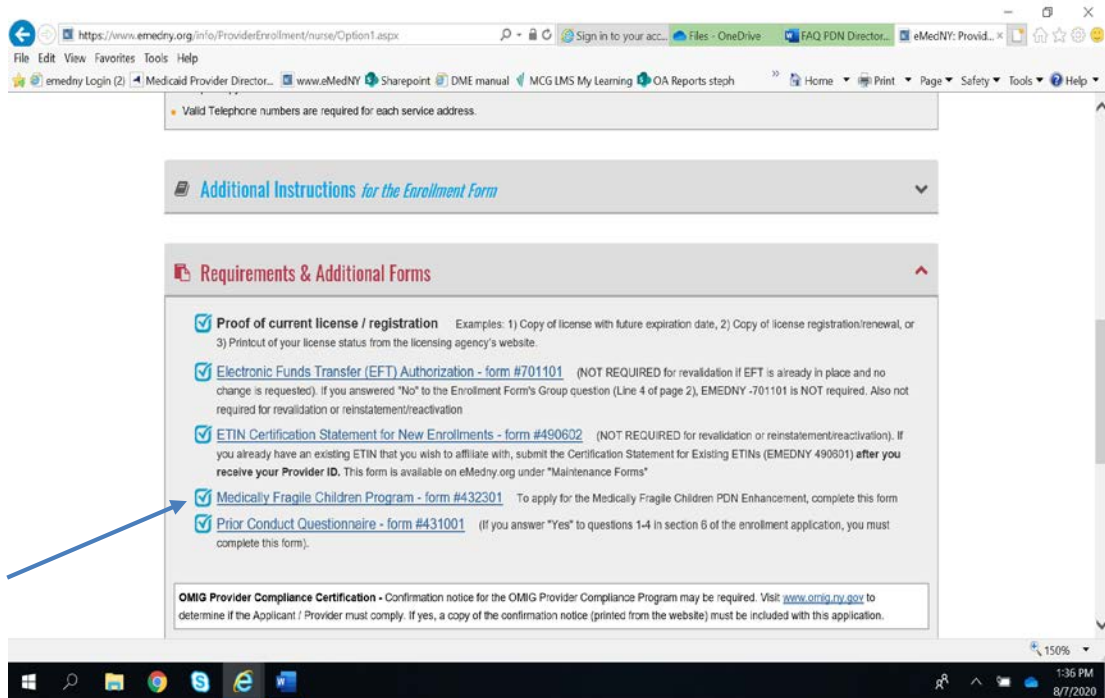 https://www.emedny.org/info/ProviderEnrollment/nurse/Option1.aspx
Sign in to your acc...
Files - OneDrive
FAQ PDN Director...
eMedNY: Provid...
File Edit View Favorites Tools Help
emedny Login (2) Medicaid Provider Director... www.eMedNY Sharepoint DME manual MCG LMS My Learning OA Reports steph » Home Print Page Safety Tools Help
Valid Telephone numbers are required for each service address.
Additional Instructions for the Enrollment Form
Requirements & Additional Forms
Proof of current license / registration Examples: 1) Copy of license with future expiration date, 2) Copy of license registration/renewal, or
3) Printout of your license status from the licensing agency's website.
Electronic Funds Transfer (EFT) Authorization - form #701101 (NOT REQUIRED for revalidation if EFT is already in place and no
change is requested). If you answered "No" to the Enrollment Form's Group question (Line 4 of page 2), EMEDNY -701101 is NOT required. Also not
required for revalidation or reinstatement/reactivation
ETIN Certification Statement for New Enrollments - form #490602 (NOT REQUIRED for revalidation or reinstatement/reactivation). If
you already have an existing ETIN that you wish to affiliate with, submit the Certification Statement for Existing ETINs (EMEDNY 490601) after you
receive your Provider ID. This form is available on eMedny.org under "Maintenance Forms"
Medically Fragile Children Program - form #432301 To apply for the Medically Fragile Children PDN Enhancement, complete this form
Prior Conduct Questionnaire - form #431001 (If you answer "Yes" to questions 1-4 in section 6 of the enrollment application, you must
complete this form).
OMIG Provider Compliance Certification - Confirmation notice for the OMIG Provider Compliance Program may be required. Visit www.omig.ny.gov to
determine if the Applicant / Provider must comply. If yes, a copy of the confirmation notice (printed from the website) must be included with this application.
150%
1:36 PM
8/7/2020